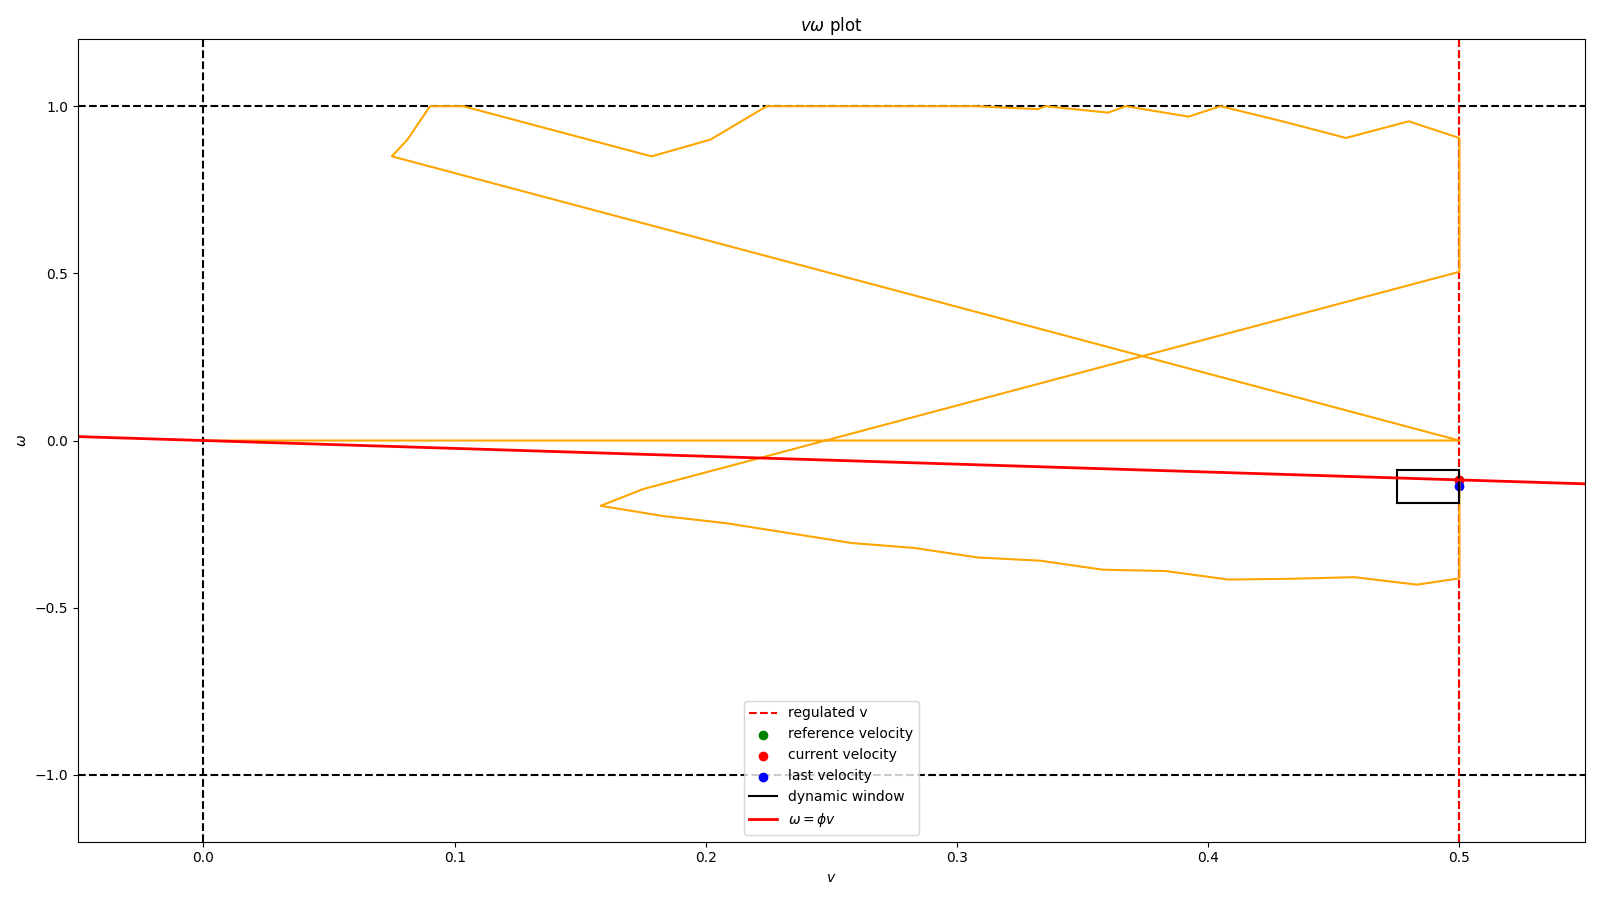 vω plot
1.0
0.5
0.0
−0.5
−1.0
ω
regulated v
reference velocity
current velocity
last velocity
dynamic window
ω = ϕv
0.0 0.1 0.2 0.3 0.4 0.5
v